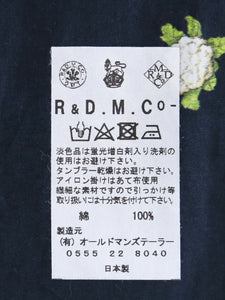 R & D . M . Co -
淡色品は蛍光増白剤入り洗剤の
使用はお避け下さい。
タンブラー乾燥はお避け下さい。
アイロン掛けはあて布使用
繊細な素材ですので引っかけ等
取り扱いには十分気を付けて下さい。
綿 100%
製造元
(有) オールドマンズテーラー
0555 22 8040
日本製